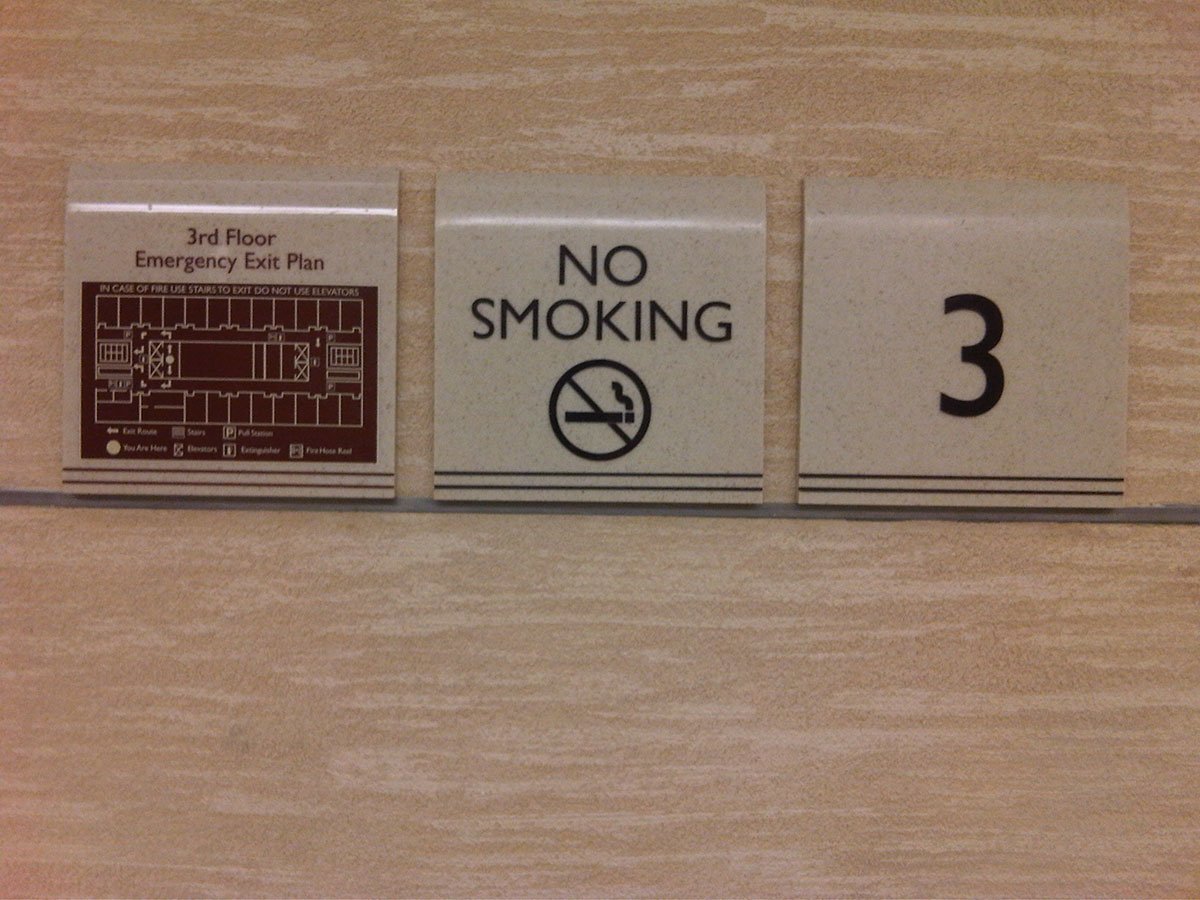 3rd Floor
Emergency Exit Plan
IN CASE OF FIRE USE STAIRS TO EXIT DO NOT USE ELEVATORS
Exit Route Stairs P Pull Station
You Are Here Elevators Extinguisher Fire Hose Reel
NO
SMOKING
3